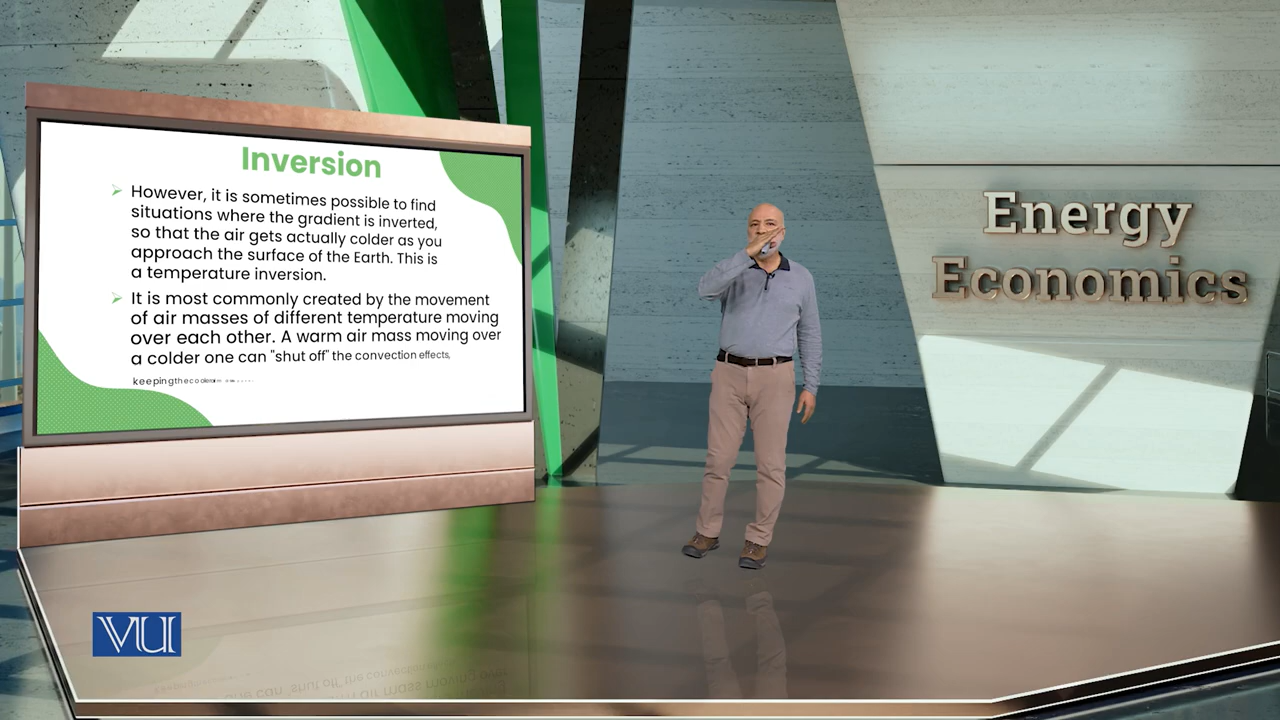 Inversion
However, it is sometimes possible to find
situations where the gradient is inverted,
so that the air gets actually colder as you
approach the surface of the Earth. This is
a temperature inversion.
It is most commonly created by the movement
of air masses of different temperature moving
over each other. A warm air mass moving over
a colder one can "shut off" the convection effects,
keepingthecooler
Energy
Economics
VU